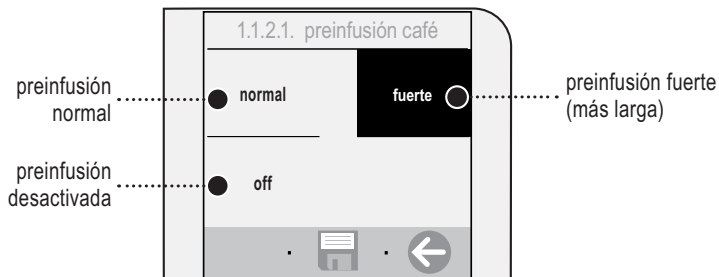 1.1.2.1. preinfusión café
preinfusión
normal
normal
fuerte
preinfusión fuerte
(más larga)
preinfusión
desactivada
off